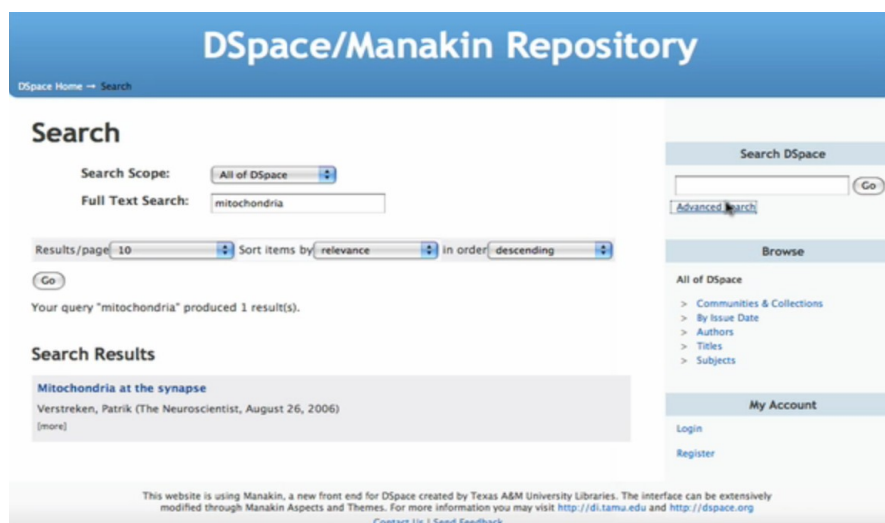 DSpace/Manakin Repository
DSpace Home → Search
Search
Search Scope: All of DSpace
Full Text Search: mitochondria
Results/page 10 Sort items by relevance in order descending
Go
Your query "mitochondria" produced 1 result(s).
Search Results
Mitochondria at the synapse
Verstreken, Patrik (The Neuroscientist, August 26, 2006)
[more]
Search DSpace
Go
Advanced Search
Browse
All of DSpace
> Communities & Collections
> By Issue Date
> Authors
> Titles
> Subjects
My Account
Login
Register
This website is using Manakin, a new front end for DSpace created by Texas A&M University Libraries. The interface can be extensively
modified through Manakin Aspects and Themes. For more information you may visit http://di.tamu.edu and http://dspace.org
Contact Us | Send Feedback